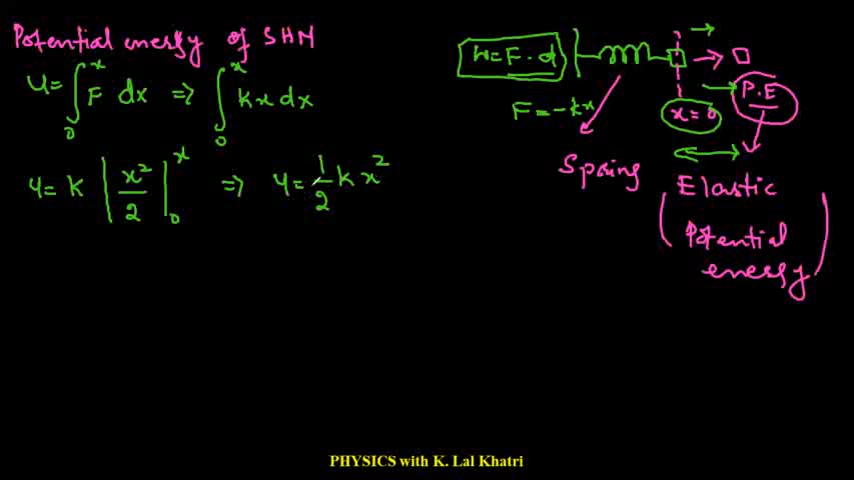 Potential energy of SHM
U = ∫₀ˣ F dx ⇒ ∫₀ˣ kx dx
U = K | x²/2 |₀ˣ ⇒ U = 1/2 k x²
W = F · d
F = -kx
x = 0
P.E
Spring
Elastic
(Potential
energy)
PHYSICS with K. Lal Khatri